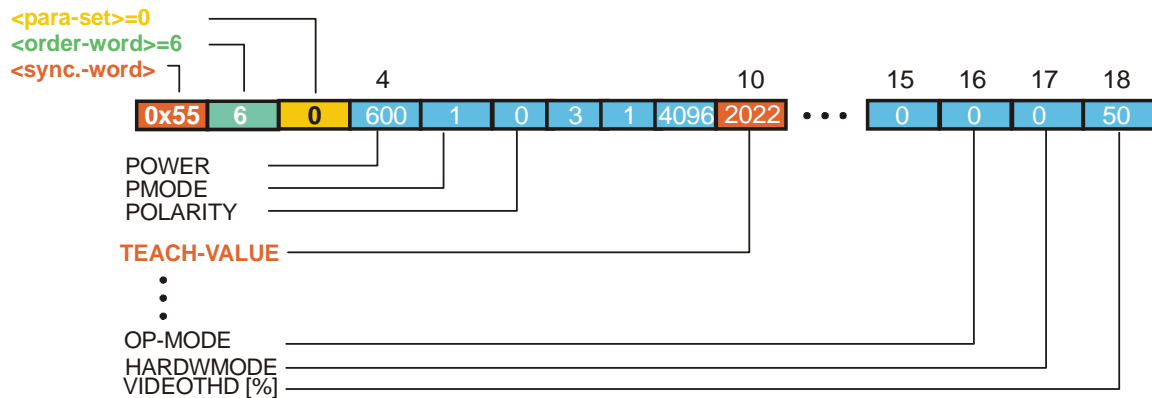 <para-set>=0
<order-word>=6
<sync.-word>
4 10 15 16 17 18
0x55 6 0 600 1 0 3 1 4096 2022 0 0 0 50
POWER
PMODE
POLARITY
TEACH-VALUE
OP-MODE
HARDWMODE
VIDEOTHD [%]